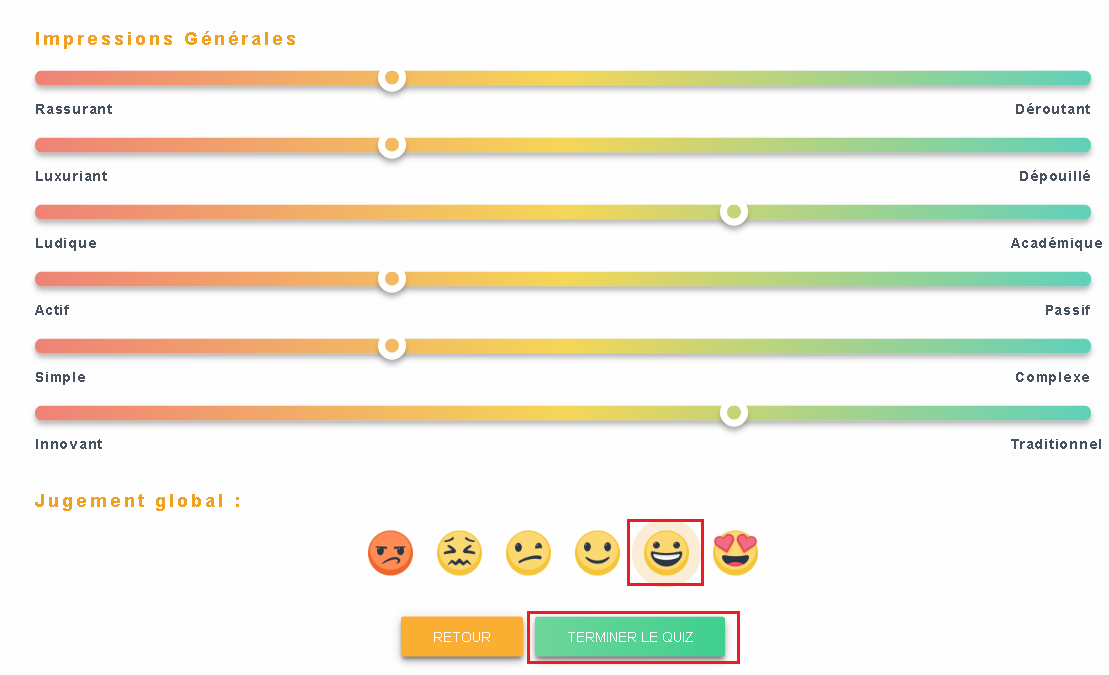 Impressions Générales
Rassurant Déroutant
Luxuriant Dépouillé
Ludique Académique
Actif Passif
Simple Complexe
Innovant Traditionnel
Jugement global :
RETOUR TERMINER LE QUIZ